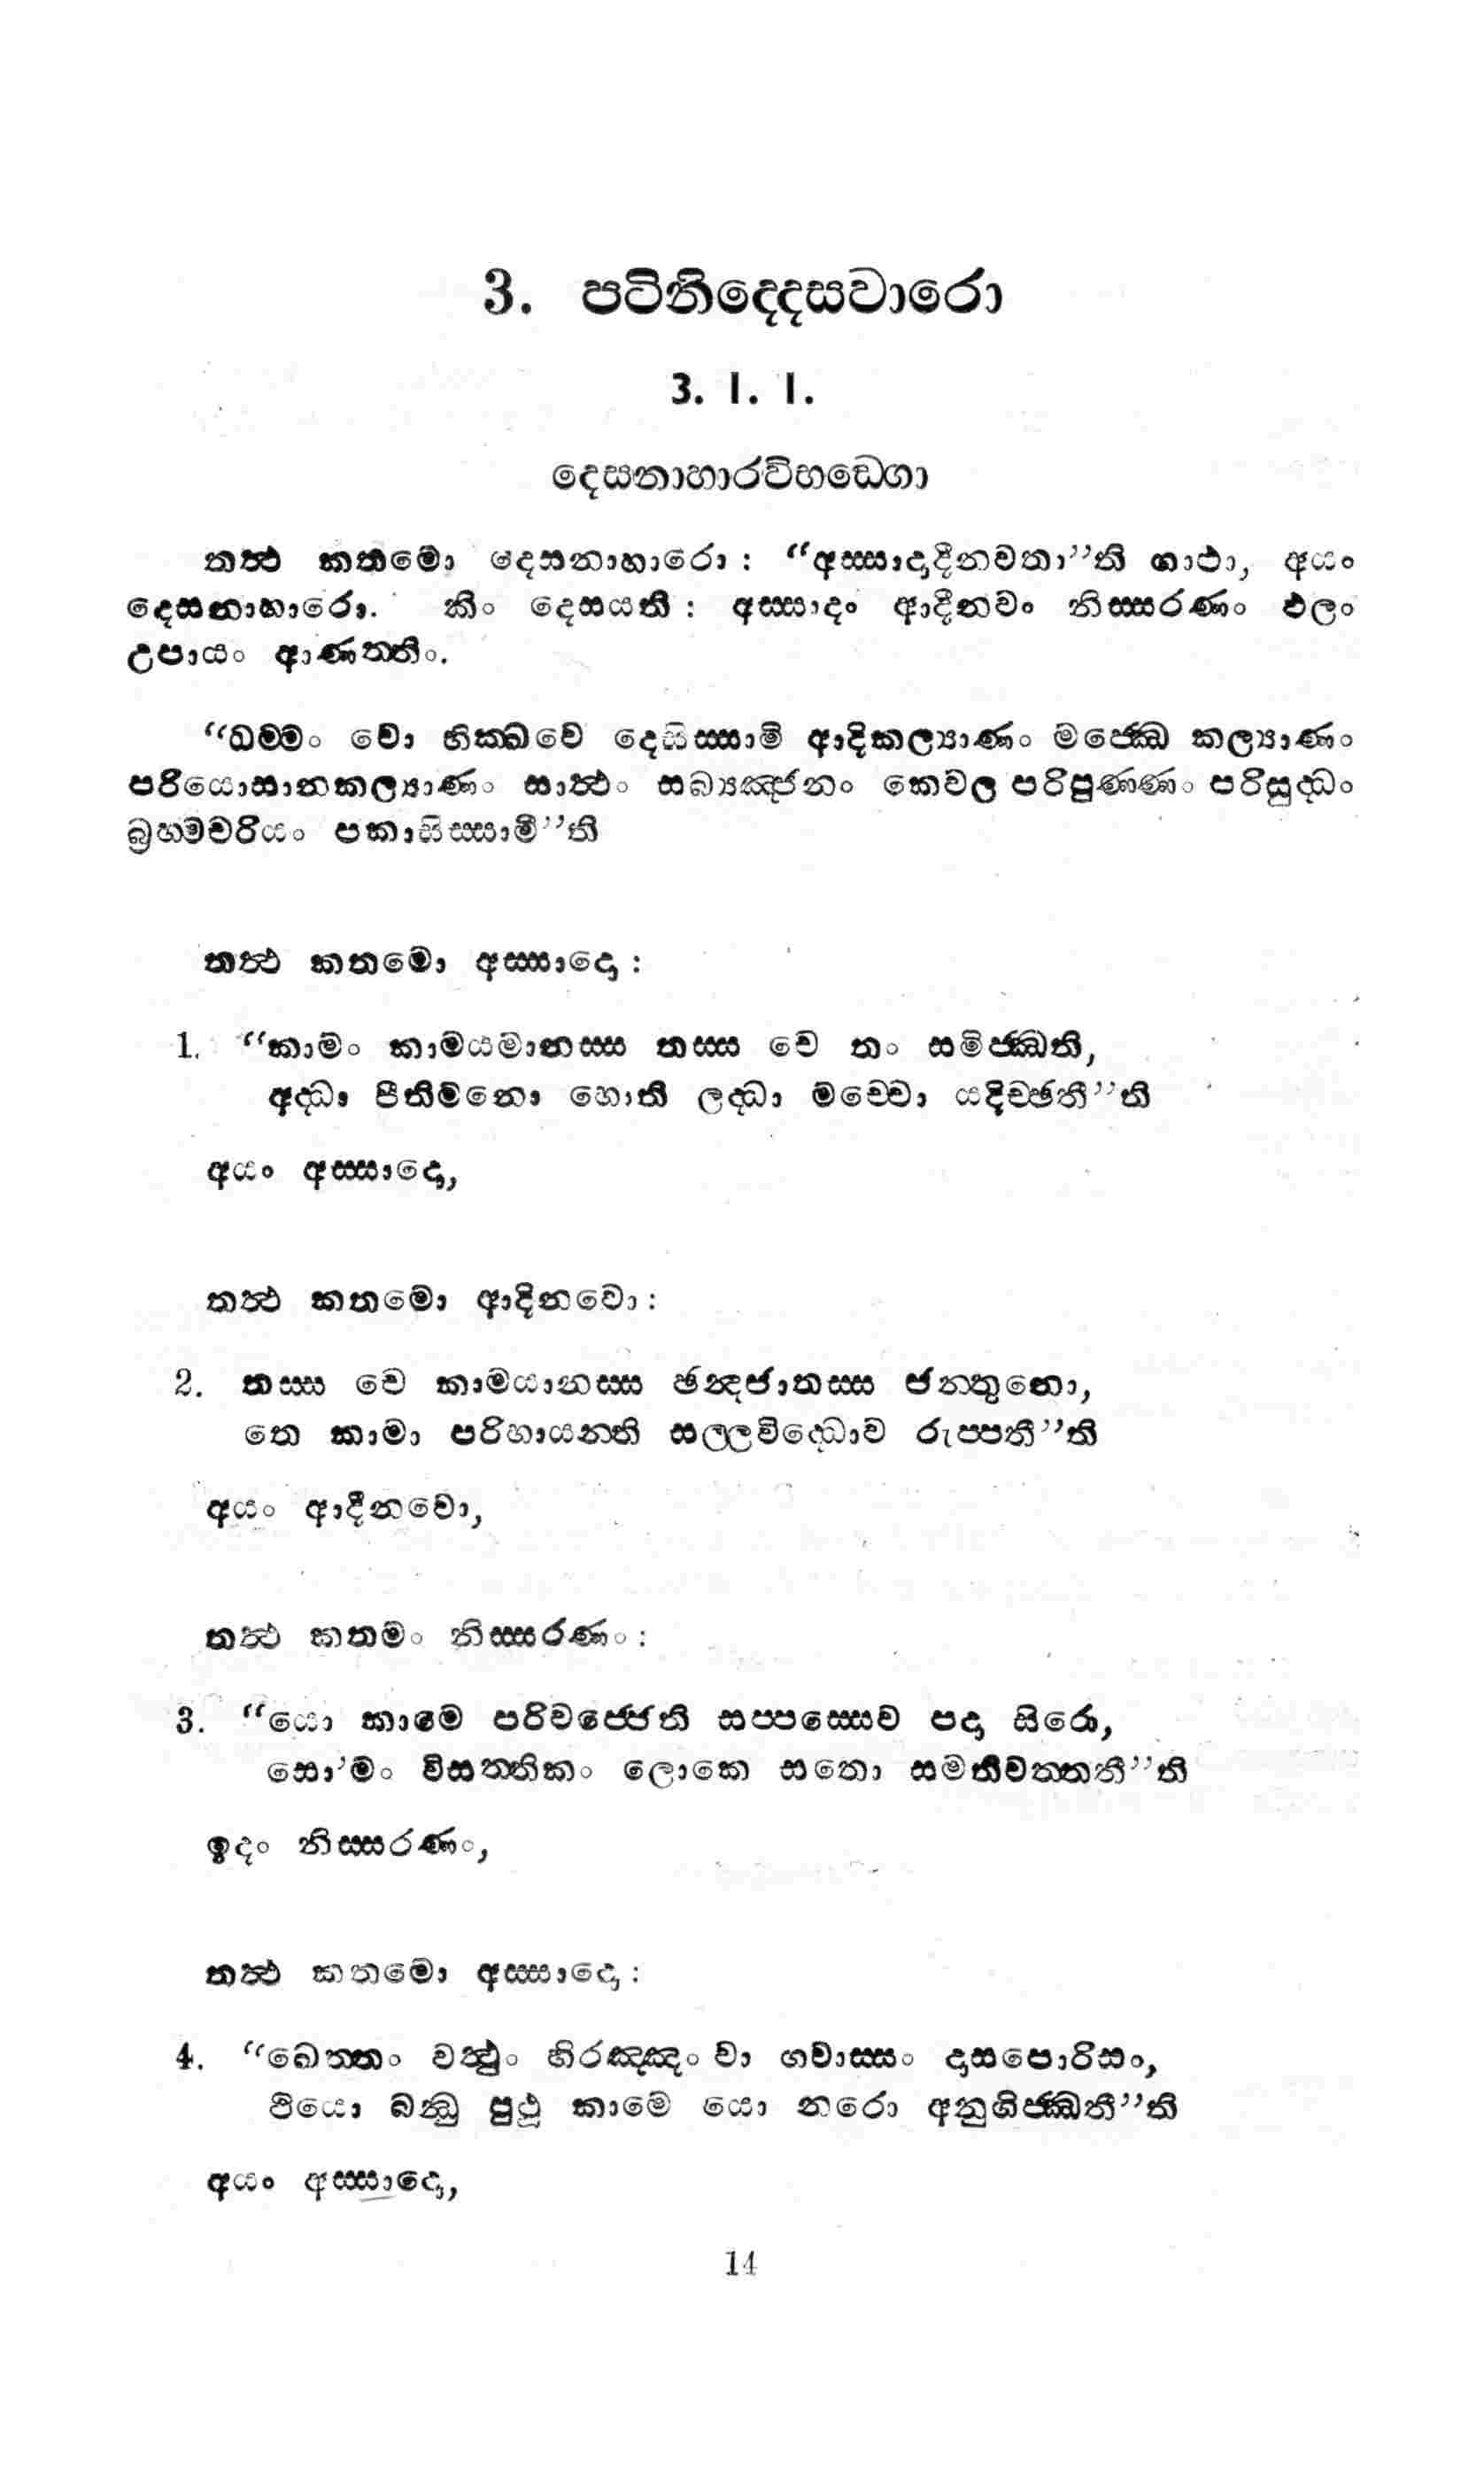 3. පටිනිද්දෙසවාරො
3. 1. 1.
දෙසනාහාරවිභඞ්ගො
තත්ථ කතමො දෙසනාහාරො : “අස්සාදාදීනවතා”ති ගාථා, අයං
දෙසනාහාරො. කිං දෙසයති : අස්සාදං ආදීනවං නිස්සරණං ඵලං
උපායං ආණත්තිං.
“ධම්මං වො භික්ඛවෙ දෙසිස්සාමි ආදිකල්‍යාණං මජ්ඣෙ කල්‍යාණං
පරියොසානකල්‍යාණං සාත්ථං සබ්‍යඤ්ජනං කෙවල පරිපුණ්ණං පරිසුද්ධං
බ්‍රහ්මචරියං පකාසිස්සාමී”ති
තත්ථ කතමො අස්සාදො :
1. “කාමං කාමයමානස්ස තස්ස චෙ තං සමිජ්ඣති,
අද්ධා පීතිමනො හොති ලද්ධා මච්චො යදිච්ඡතී”ති
අයං අස්සාදො,
තත්ථ කතමො ආදිනවො :
2. තස්ස චෙ කාමයානස්ස ඡන්දජාතස්ස ජන්තුනො,
තෙ කාමා පරිහායන්ති සල්ලවිද්ධොව රුප්පතී”ති
අයං ආදීනවො,
තත්ථ කතමං නිස්සරණං :
3. “යො කාමෙ පරිවජ්ජෙති සප්පස්සෙව පදා සිරො,
සො’මං විසත්තිකං ලොකෙ සතො සමතිවත්තතී”ති
ඉදං නිස්සරණං,
තත්ථ කතමො අස්සාදො :
4. “ඛෙත්තං වත්ථුං හිරඤ්ඤං වා ගවාස්සං දාසපොරිසං,
ථියො බන්ධු පුථූ කාමෙ යො නරො අනුගිජ්ඣතී”ති
අයං අස්සාදො,
14